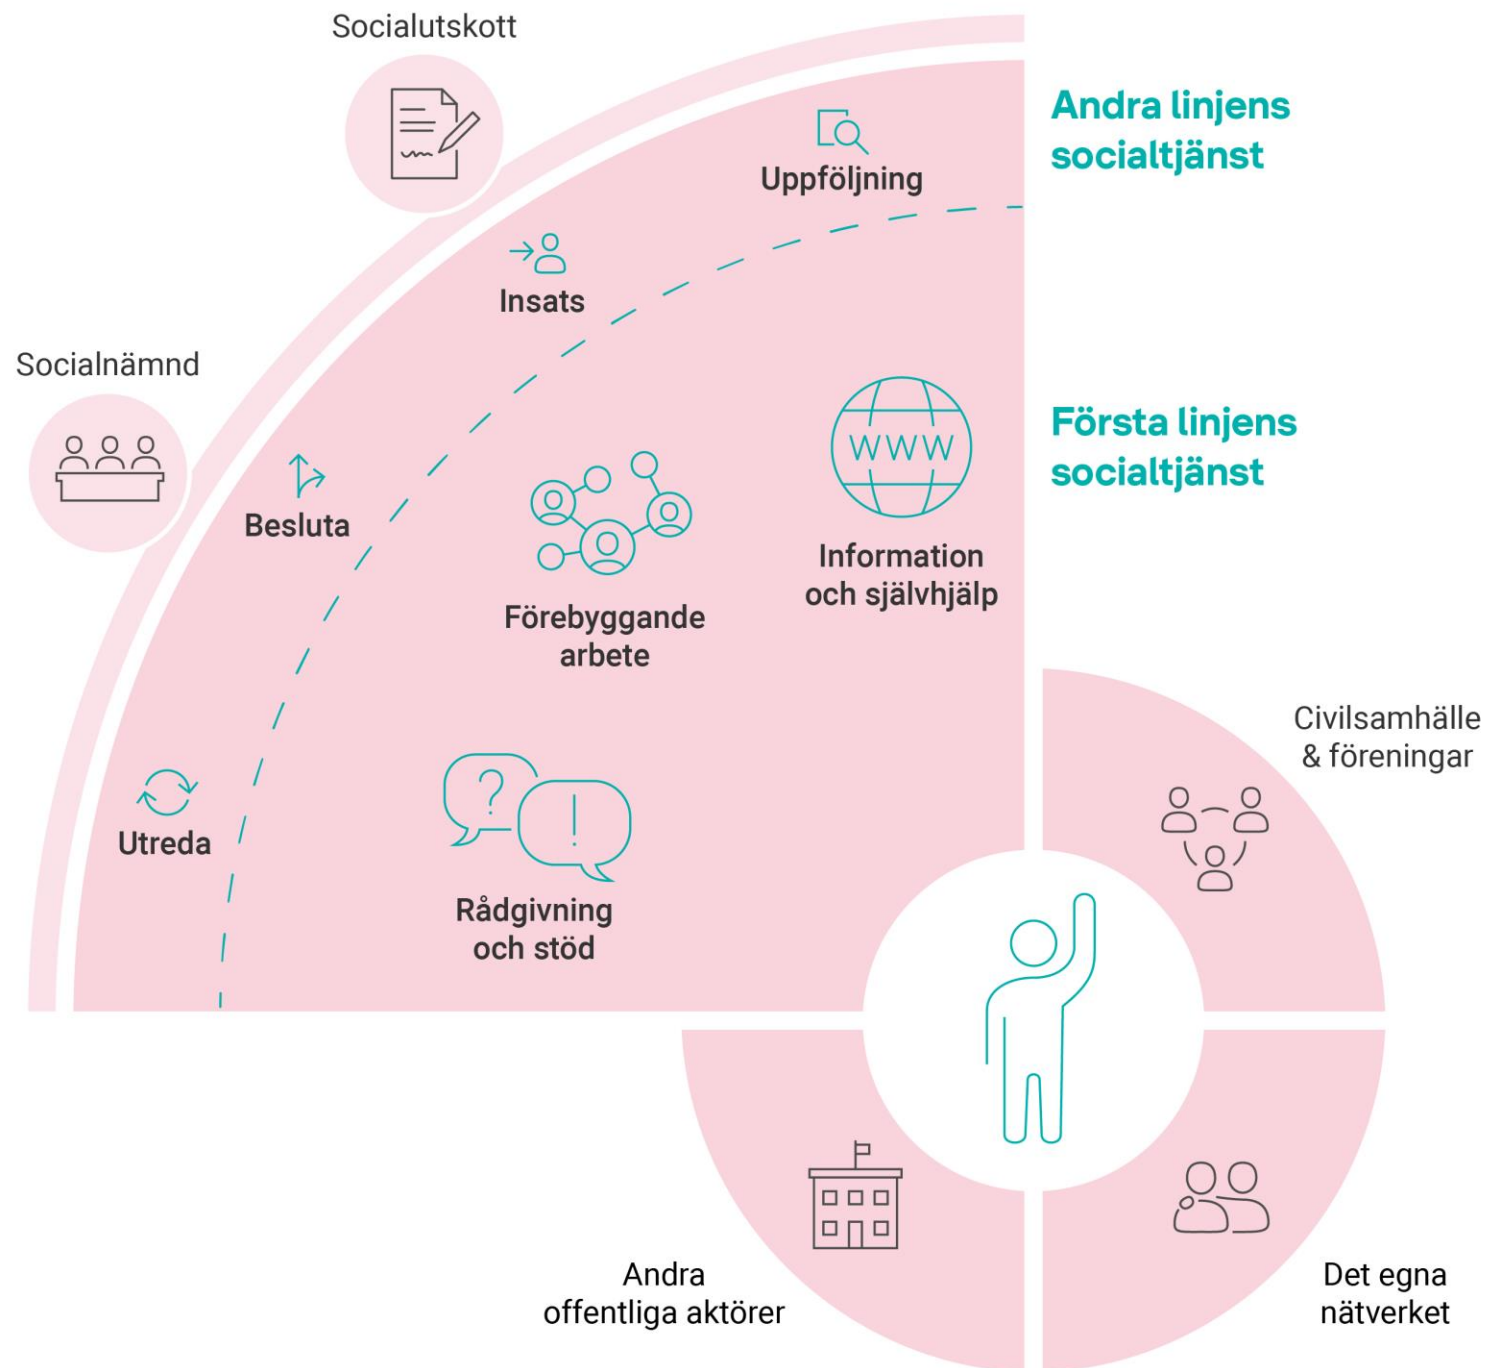 Socialutskott
Andra linjens
socialtjänst
Uppföljning
Insats
Socialnämnd
Första linjens
socialtjänst
WWW
Besluta
Information
och självhjälp
Förebyggande
arbete
Civilsamhälle
& föreningar
?
!
Utreda
Rådgivning
och stöd
Andra
offentliga aktörer
Det egna
nätverket